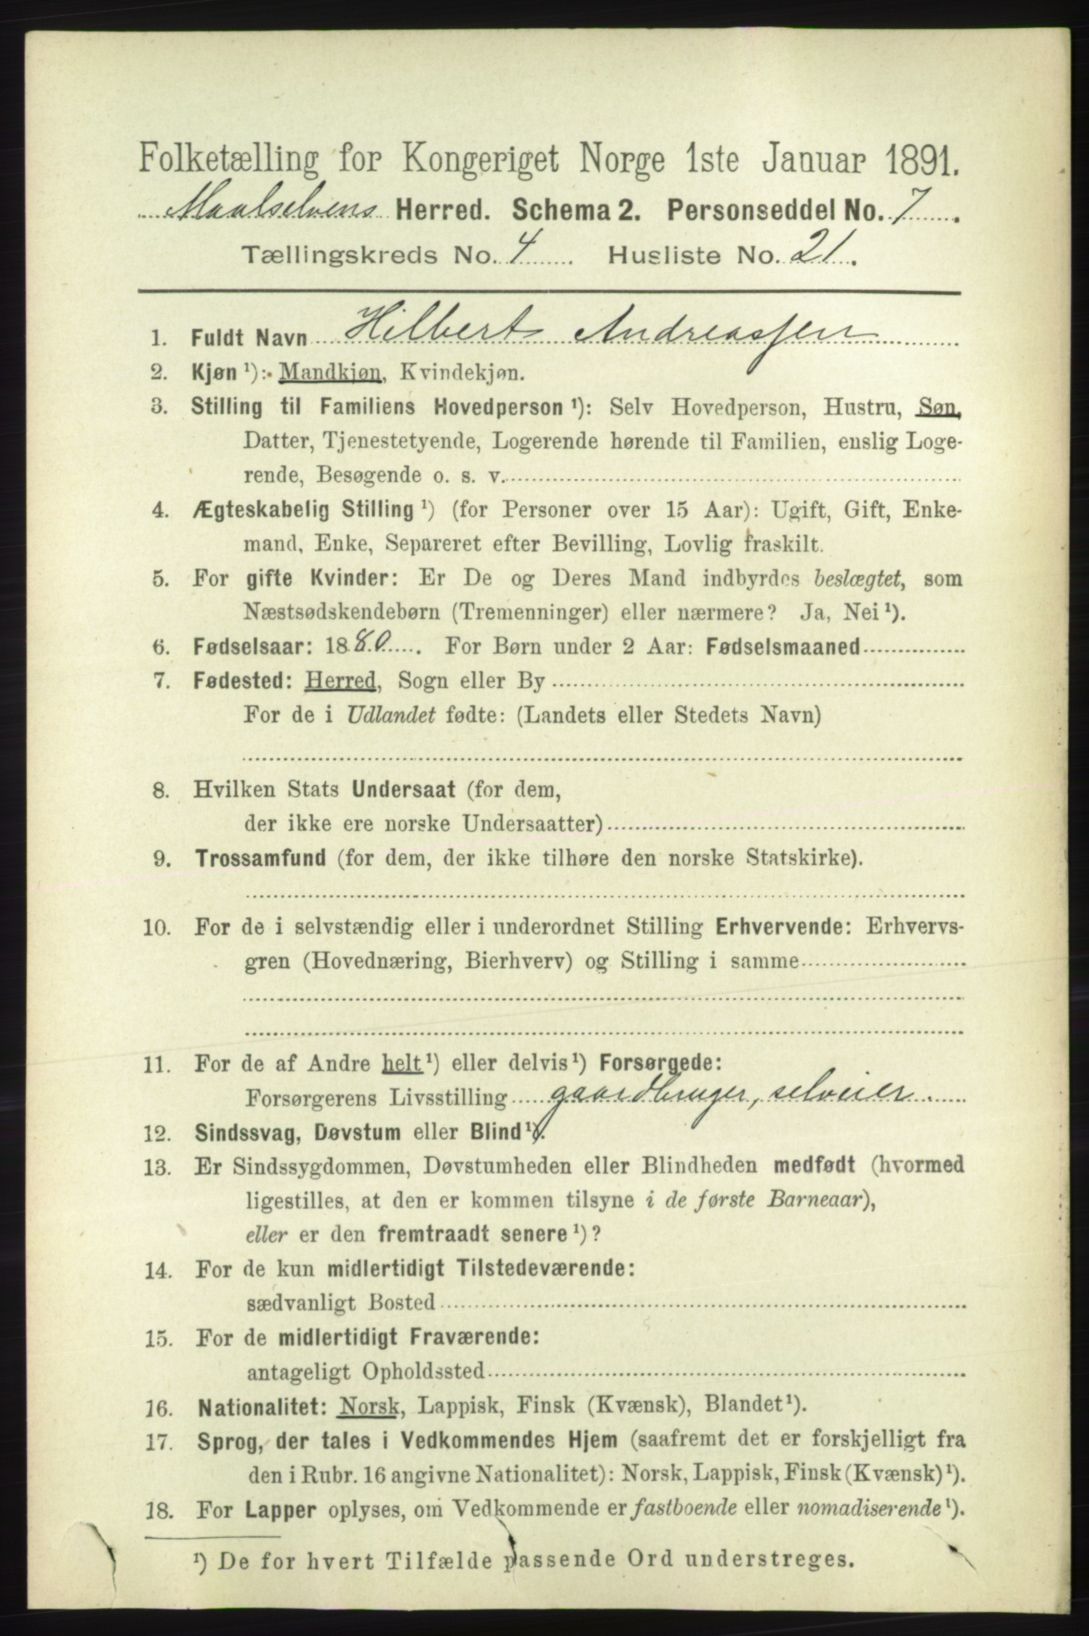 Folketælling for Kongeriget Norge 1ste Januar 1891.
Maalselvens Herred. Schema 2. Personseddel No. 7.
Tællingskreds No. 4. Husliste No. 21.
1. Fuldt Navn Hilbert Andreassen
2. Kjøn ¹): Mandkjøn, Kvindekjøn.
3. Stilling til Familiens Hovedperson ¹): Selv Hovedperson, Hustru, Søn,
Datter, Tjenestetyende, Logerende hørende til Familien, enslig Loge-
rende, Besøgende o. s. v.
4. Ægteskabelig Stilling ¹) (for Personer over 15 Aar): Ugift, Gift, Enke-
mand, Enke, Separeret efter Bevilling, Lovlig fraskilt.
5. For gifte Kvinder: Er De og Deres Mand indbyrdes beslægtet, som
Næstsødskendebørn (Tremenninger) eller nærmere? Ja, Nei ¹).
6. Fødselsaar: 1880. For Børn under 2 Aar: Fødselsmaaned
7. Fødested: Herred, Sogn eller By
For de i Udlandet fødte: (Landets eller Stedets Navn)
8. Hvilken Stats Undersaat (for dem,
der ikke ere norske Undersaatter)
9. Trossamfund (for dem, der ikke tilhøre den norske Statskirke).
10. For de i selvstændig eller i underordnet Stilling Erhvervende: Erhvervs-
gren (Hovednæring, Bierhverv) og Stilling i samme
11. For de af Andre helt ¹) eller delvis ¹) Forsørgede:
Forsørgerens Livsstilling gaardbruger, selveier.
12. Sindssvag, Døvstum eller Blind ¹).
13. Er Sindssygdommen, Døvstumheden eller Blindheden medfødt (hvormed
ligestilles, at den er kommen tilsyne i de første Barneaar),
eller er den fremtraadt senere ¹)?
14. For de kun midlertidigt Tilstedeværende:
sædvanligt Bosted
15. For de midlertidigt Fraværende:
antageligt Opholdssted
16. Nationalitet: Norsk, Lappisk, Finsk (Kvænsk), Blandet ¹).
17. Sprog, der tales i Vedkommendes Hjem (saafremt det er forskjelligt fra
den i Rubr. 16 angivne Nationalitet): Norsk, Lappisk, Finsk (Kvænsk) ¹).
18. For Lapper oplyses, om Vedkommende er fastboende eller nomadiserende ¹).
¹) De for hvert Tilfælde passende Ord understreges.